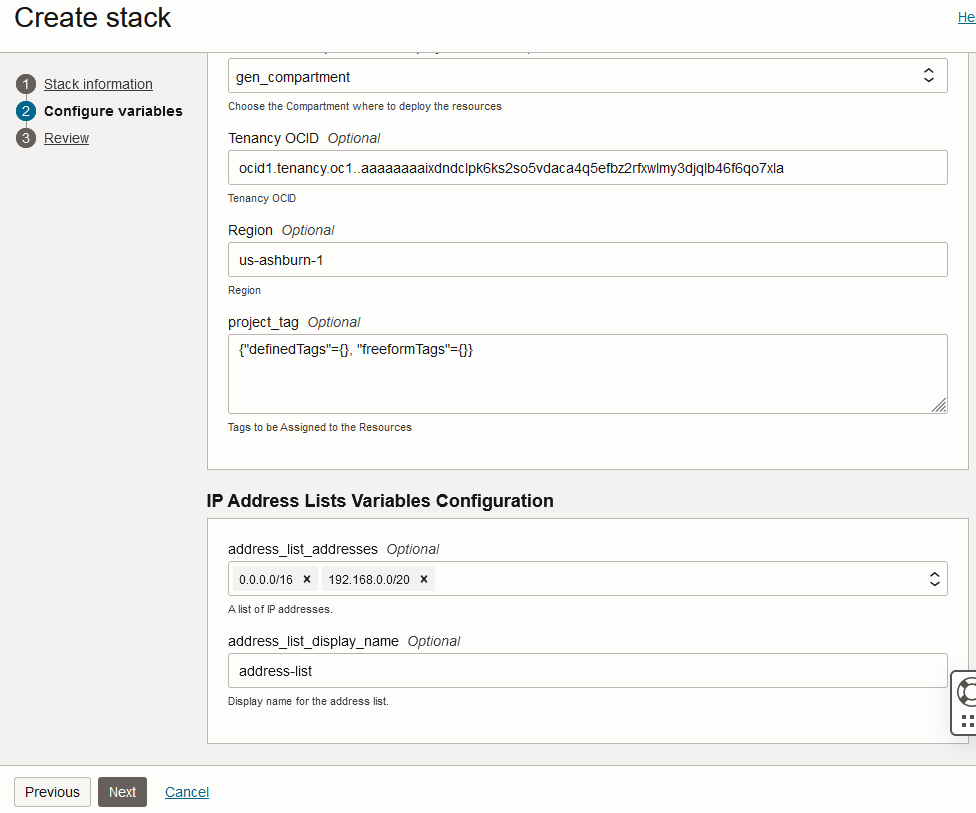 Create stack
He
1 Stack information
2 Configure variables
3 Review
gen_compartment
Choose the Compartment where to deploy the resources
Tenancy OCID Optional
ocid1.tenancy.oc1..aaaaaaaaixdndclpk6ks2so5vdaca4q5efbz2rfxwlmy3djqlb46f6qo7xla
Tenancy OCID
Region Optional
us-ashburn-1
Region
project_tag Optional
{"definedTags"={}, "freeformTags"={}}
Tags to be Assigned to the Resources
IP Address Lists Variables Configuration
address_list_addresses Optional
0.0.0.0/16 × 192.168.0.0/20 ×
A list of IP addresses.
address_list_display_name Optional
address-list
Display name for the address list.
Previous Next Cancel